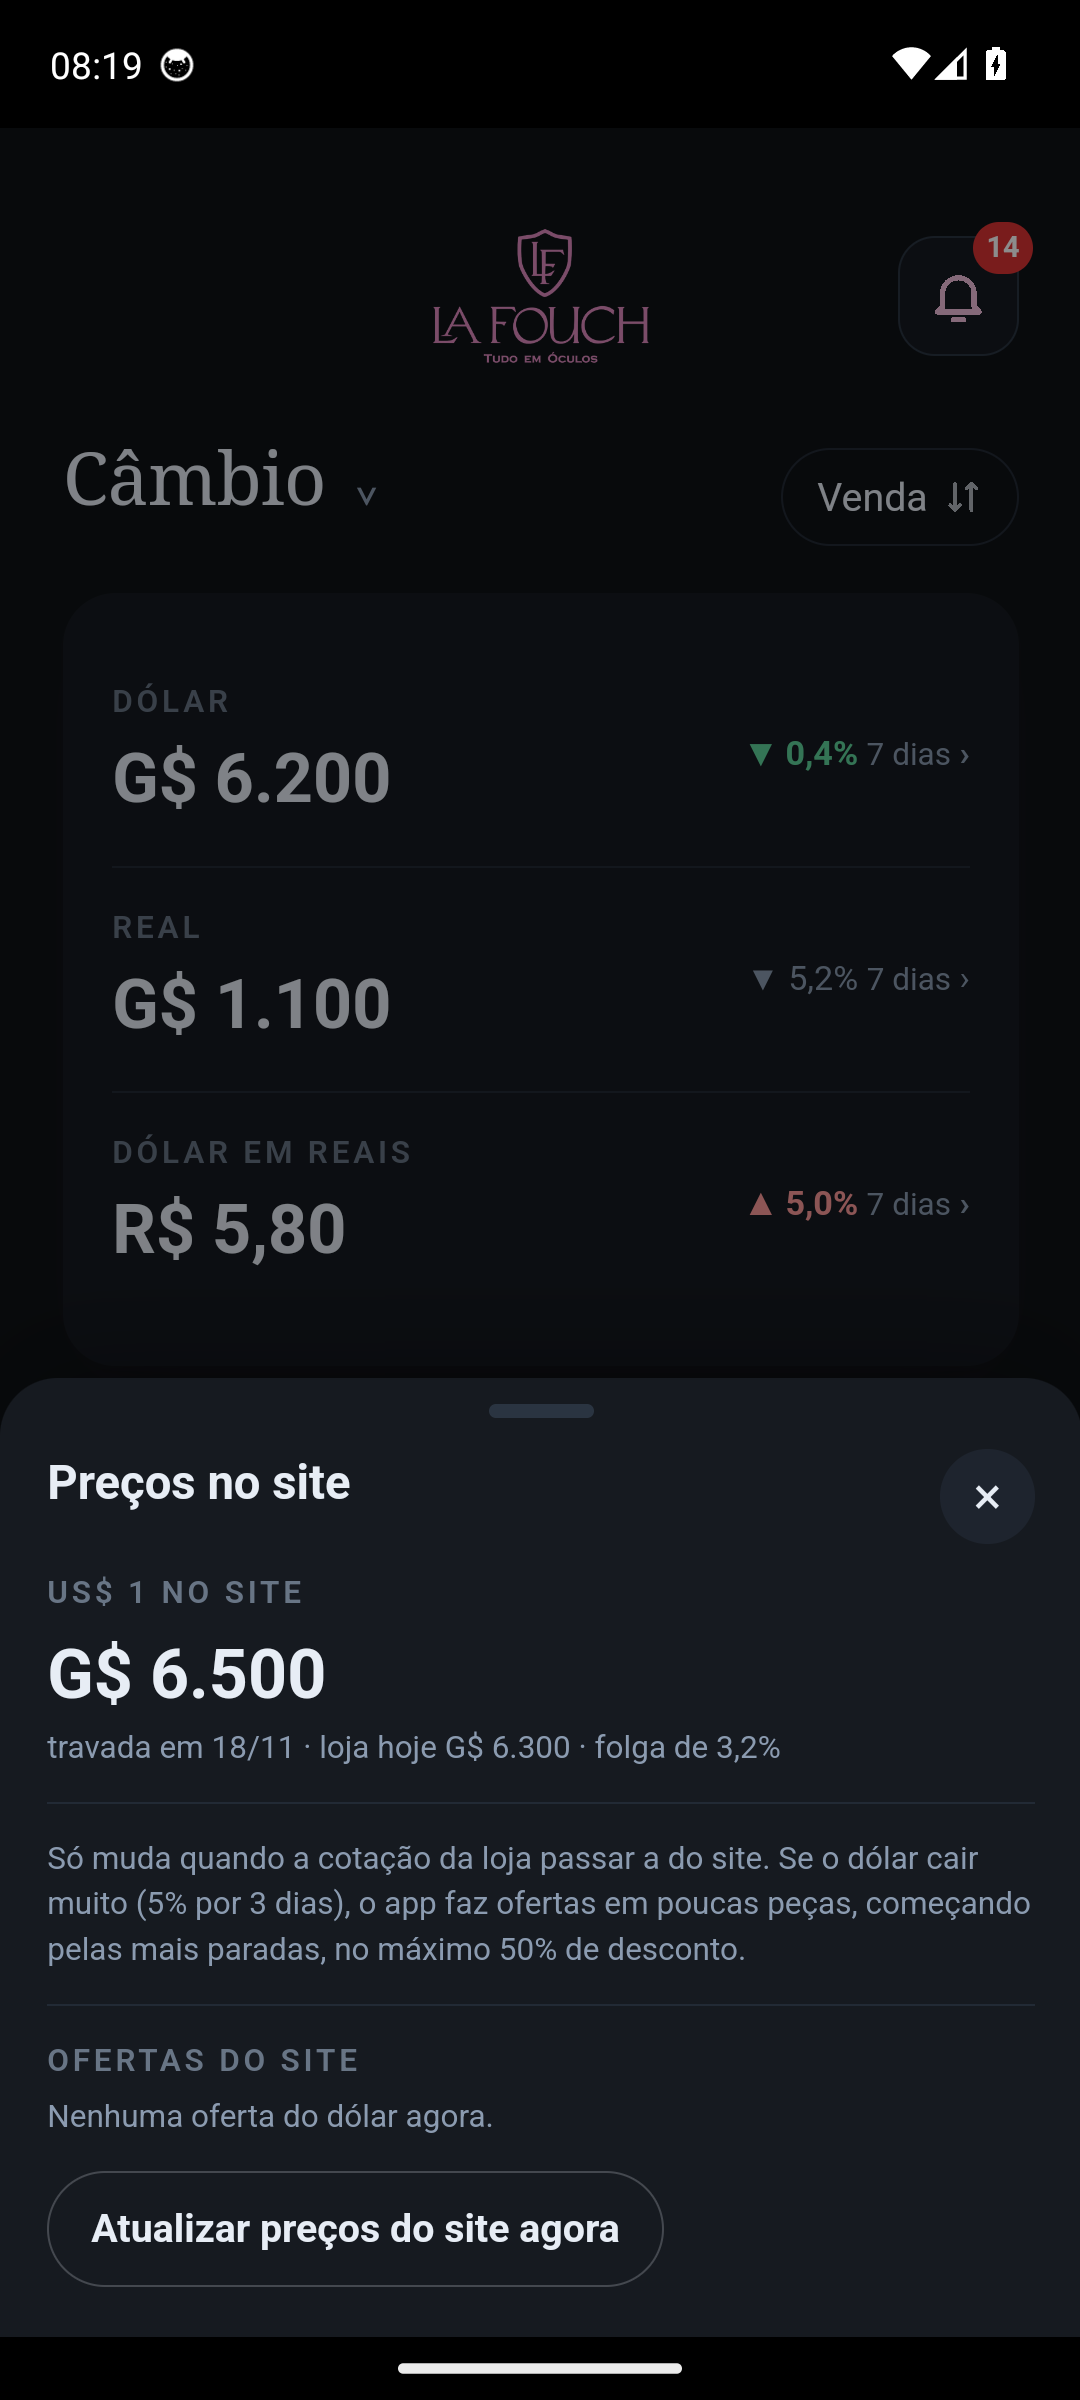 08:19
14
LF
LA FOUCH
TUDO EM ÓCULOS
Câmbio
Venda
DÓLAR
G$ 6.200
▼ 0,4% 7 dias ›
REAL
G$ 1.100
▼ 5,2% 7 dias ›
DÓLAR EM REAIS
R$ 5,80
▲ 5,0% 7 dias ›
Preços no site
×
US$ 1 NO SITE
G$ 6.500
travada em 18/11 · loja hoje G$ 6.300 · folga de 3,2%
Só muda quando a cotação da loja passar a do site. Se o dólar cair
muito (5% por 3 dias), o app faz ofertas em poucas peças, começando
pelas mais paradas, no máximo 50% de desconto.
OFERTAS DO SITE
Nenhuma oferta do dólar agora.
Atualizar preços do site agora